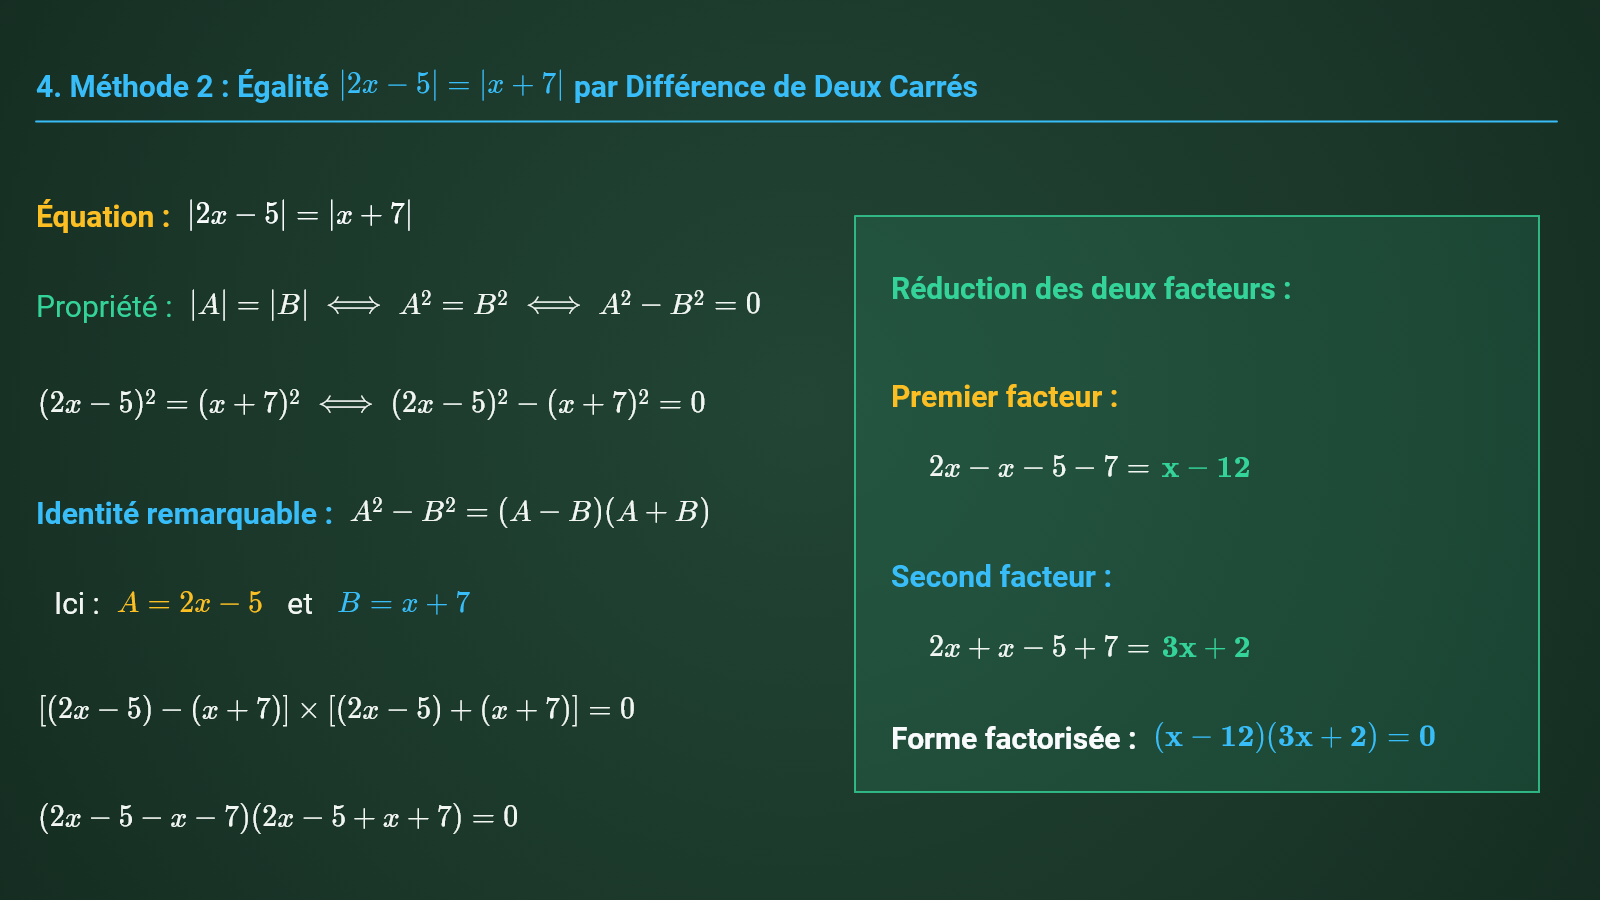 4. Méthode 2 : Égalité |2x − 5| = |x + 7| par Différence de Deux Carrés
Équation : |2x − 5| = |x + 7|
Propriété : |A| = |B| ⟺ A² = B² ⟺ A² − B² = 0
(2x − 5)² = (x + 7)² ⟺ (2x − 5)² − (x + 7)² = 0
Identité remarquable : A² − B² = (A − B)(A + B)
Ici : A = 2x − 5 et B = x + 7
[(2x − 5) − (x + 7)] × [(2x − 5) + (x + 7)] = 0
(2x − 5 − x − 7)(2x − 5 + x + 7) = 0
Réduction des deux facteurs :
Premier facteur :
2x − x − 5 − 7 = x − 12
Second facteur :
2x + x − 5 + 7 = 3x + 2
Forme factorisée : (x − 12)(3x + 2) = 0